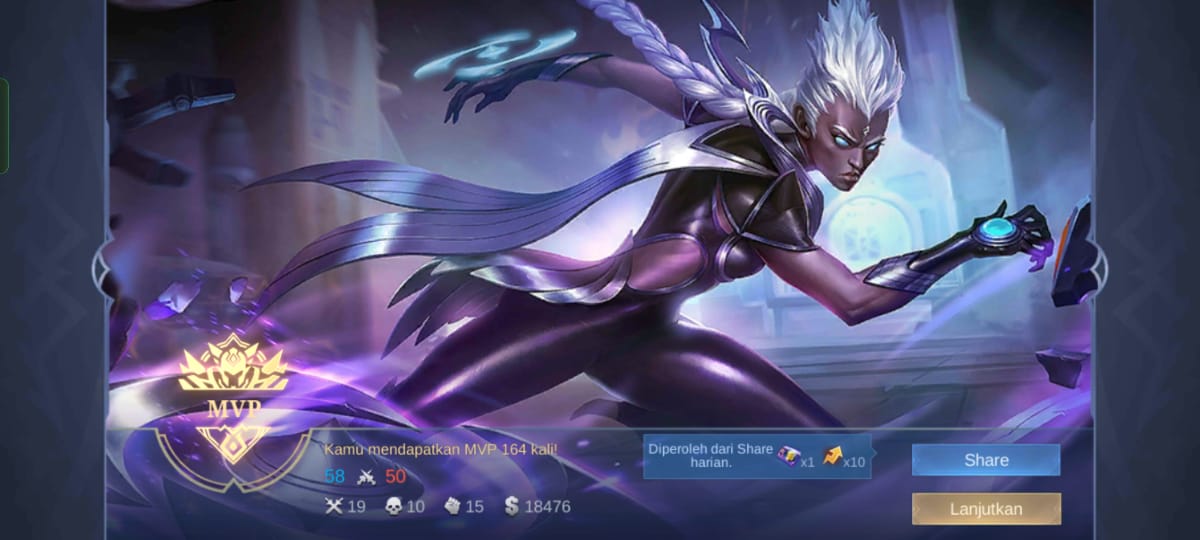 MVP
Kamu mendapatkan MVP 164 kali!
58 50
19 10 15 $ 18476
Diperoleh dari Share
harian.
x1 x10
Share
Lanjutkan